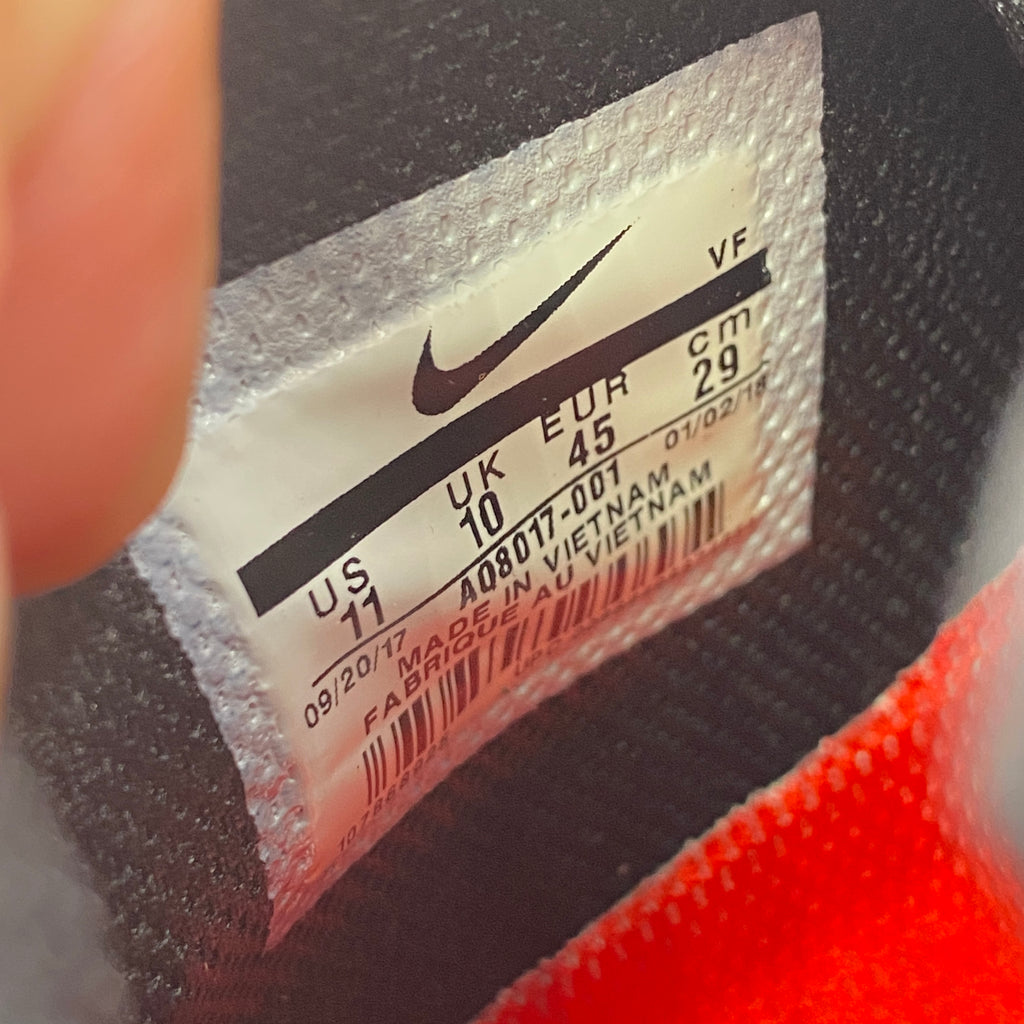 VF
US UK EUR cm
11 10 45 29
09/20/17 AQ8017-001 01/02/18
MADE IN VIETNAM
FABRIQUE AU VIETNAM